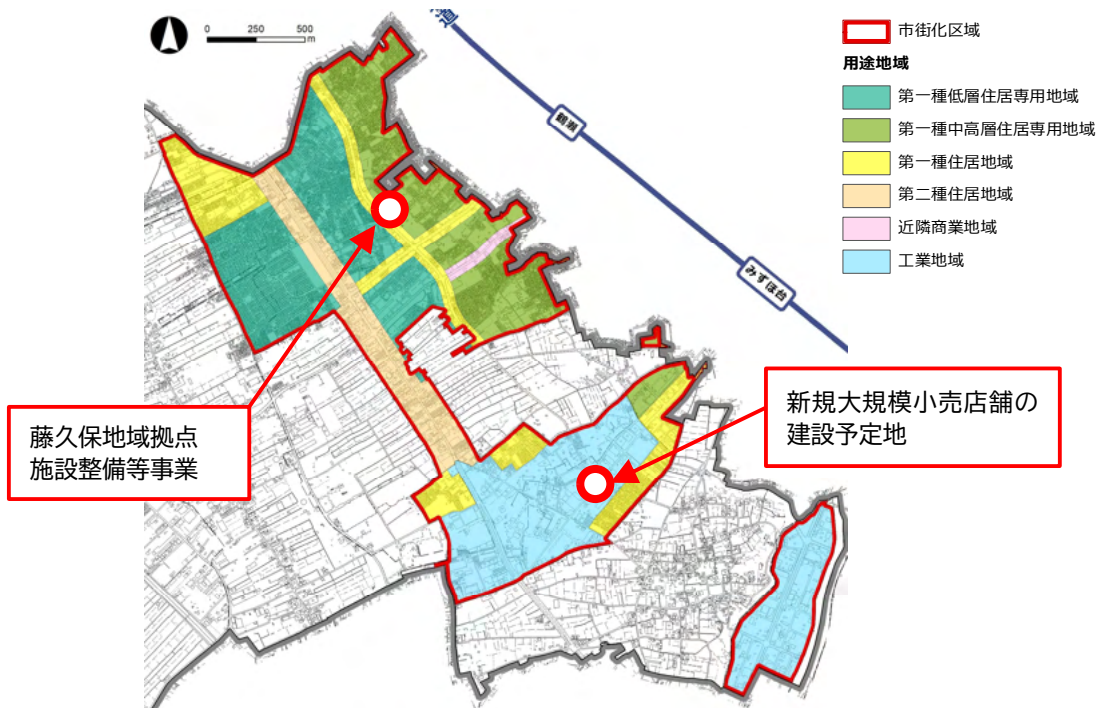 0 250 500
m
道
鶴瀬
みずほ台
市街化区域
用途地域
第一種低層住居専用地域
第一種中高層住居専用地域
第一種住居地域
第二種住居地域
近隣商業地域
工業地域
藤久保地域拠点
施設整備等事業
新規大規模小売店舗の
建設予定地